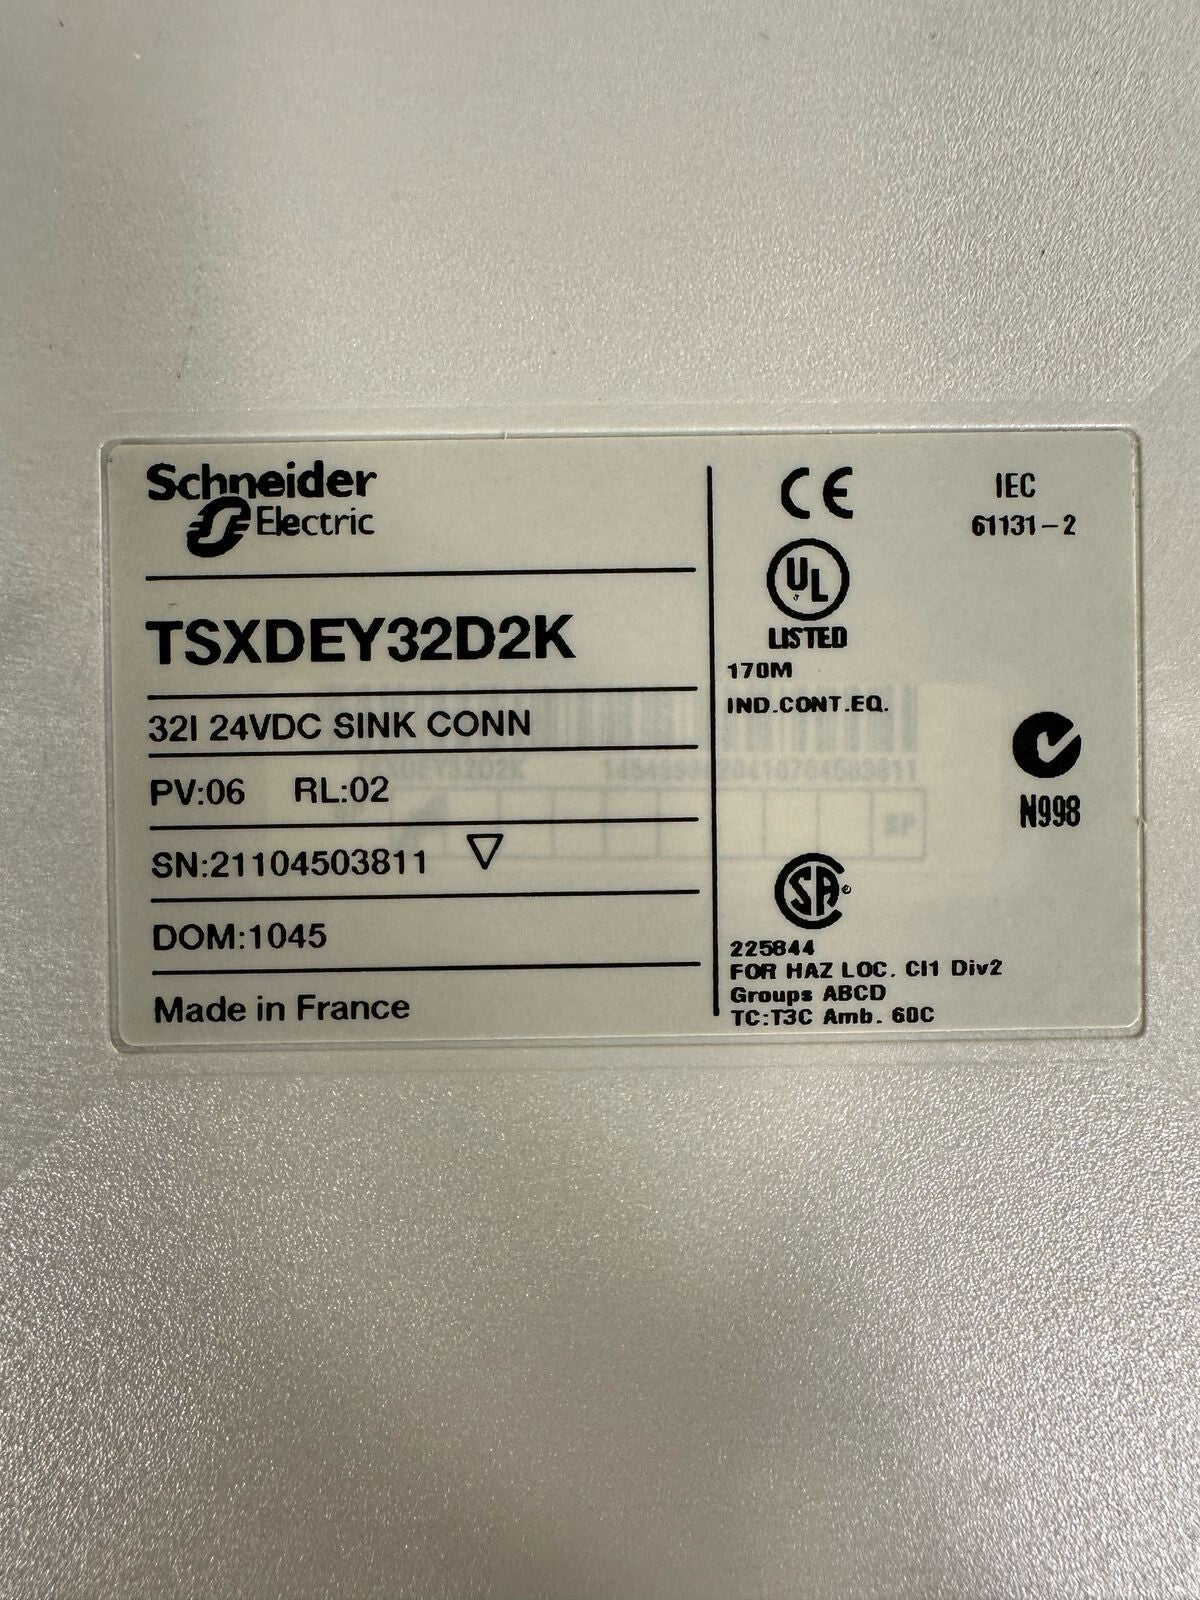 Schneider
Electric
TSXDEY32D2K
32I 24VDC SINK CONN
PV:06 RL:02
SN:21104503811
DOM:1045
Made in France
CE
IEC
61131-2
UL
LISTED
170M
IND.CONT.EQ.
N998
SA
225844
FOR HAZ LOC. Cl1 Div2
Groups ABCD
TC:T3C Amb. 60C